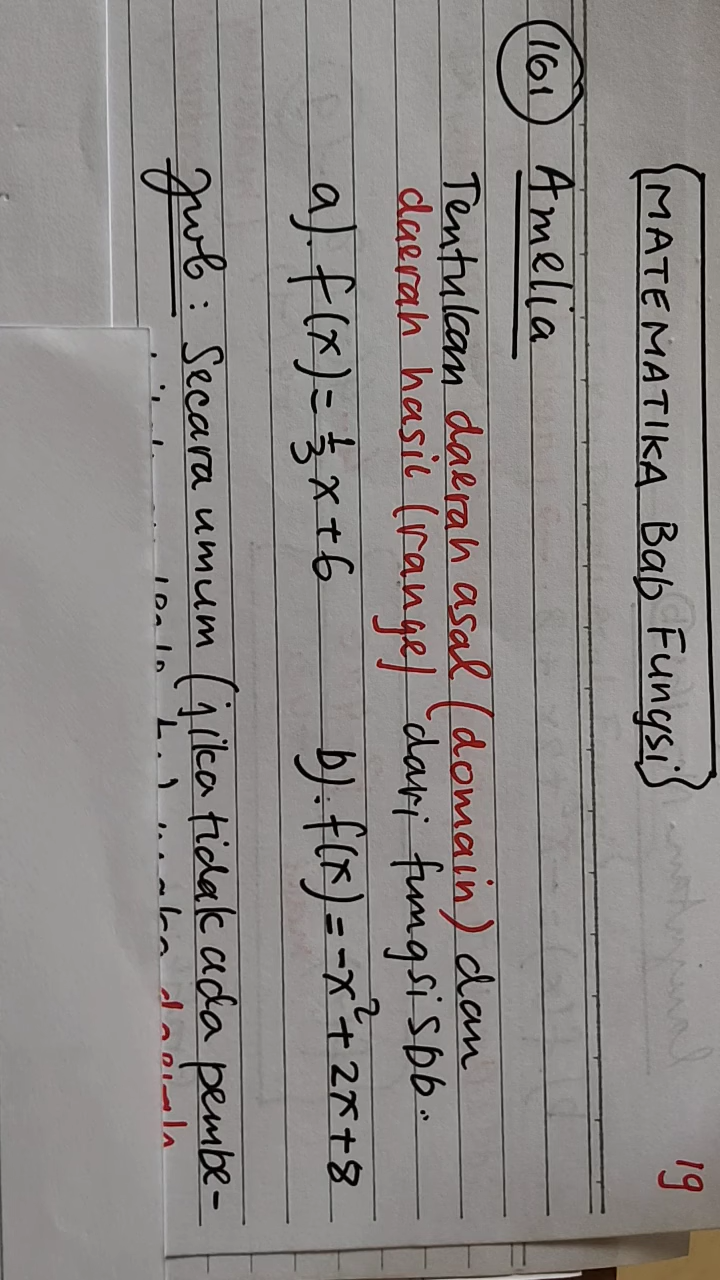 19
{MATEMATIKA Bab Fungsi}
161 Amelia
Tentukan daerah asal (domain) dan
daerah hasil (range) dari fungsi sbb:
a). f(x) = 1/3 x + 6 b). f(x) = -x² + 2x + 8
Jwb : Secara umum (jika tidak ada pembe-